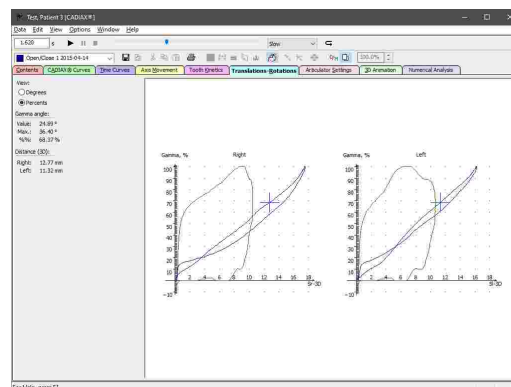 Test, Patient 3 [CADIAX®]
Data Edit View Options Window Help
1.620 s Slow
Open/Close 1 2015-04-14 100.0%
Contents CADIAX® Curves Time Curves Axis Movement Tooth Kinetics Translations-Rotations Articulator Settings 3D Animation Numerical Analysis
View:
Degrees
Percents
Gamma angle:
Value: 24.89 °
Max.: 36.40 °
%%: 68.37 %
Distance (3D):
Right: 12.77 mm
Left: 11.32 mm
Gamma, % Right Gamma, % Left
100 100
90 90
80 80
70 70
60 60
50 50
40 40
30 30
20 20
10 2 4 6 8 10 12 14 16 18 10 2 4 6 8 10 12 14 16 18
S-3D S-3D
-10 -10